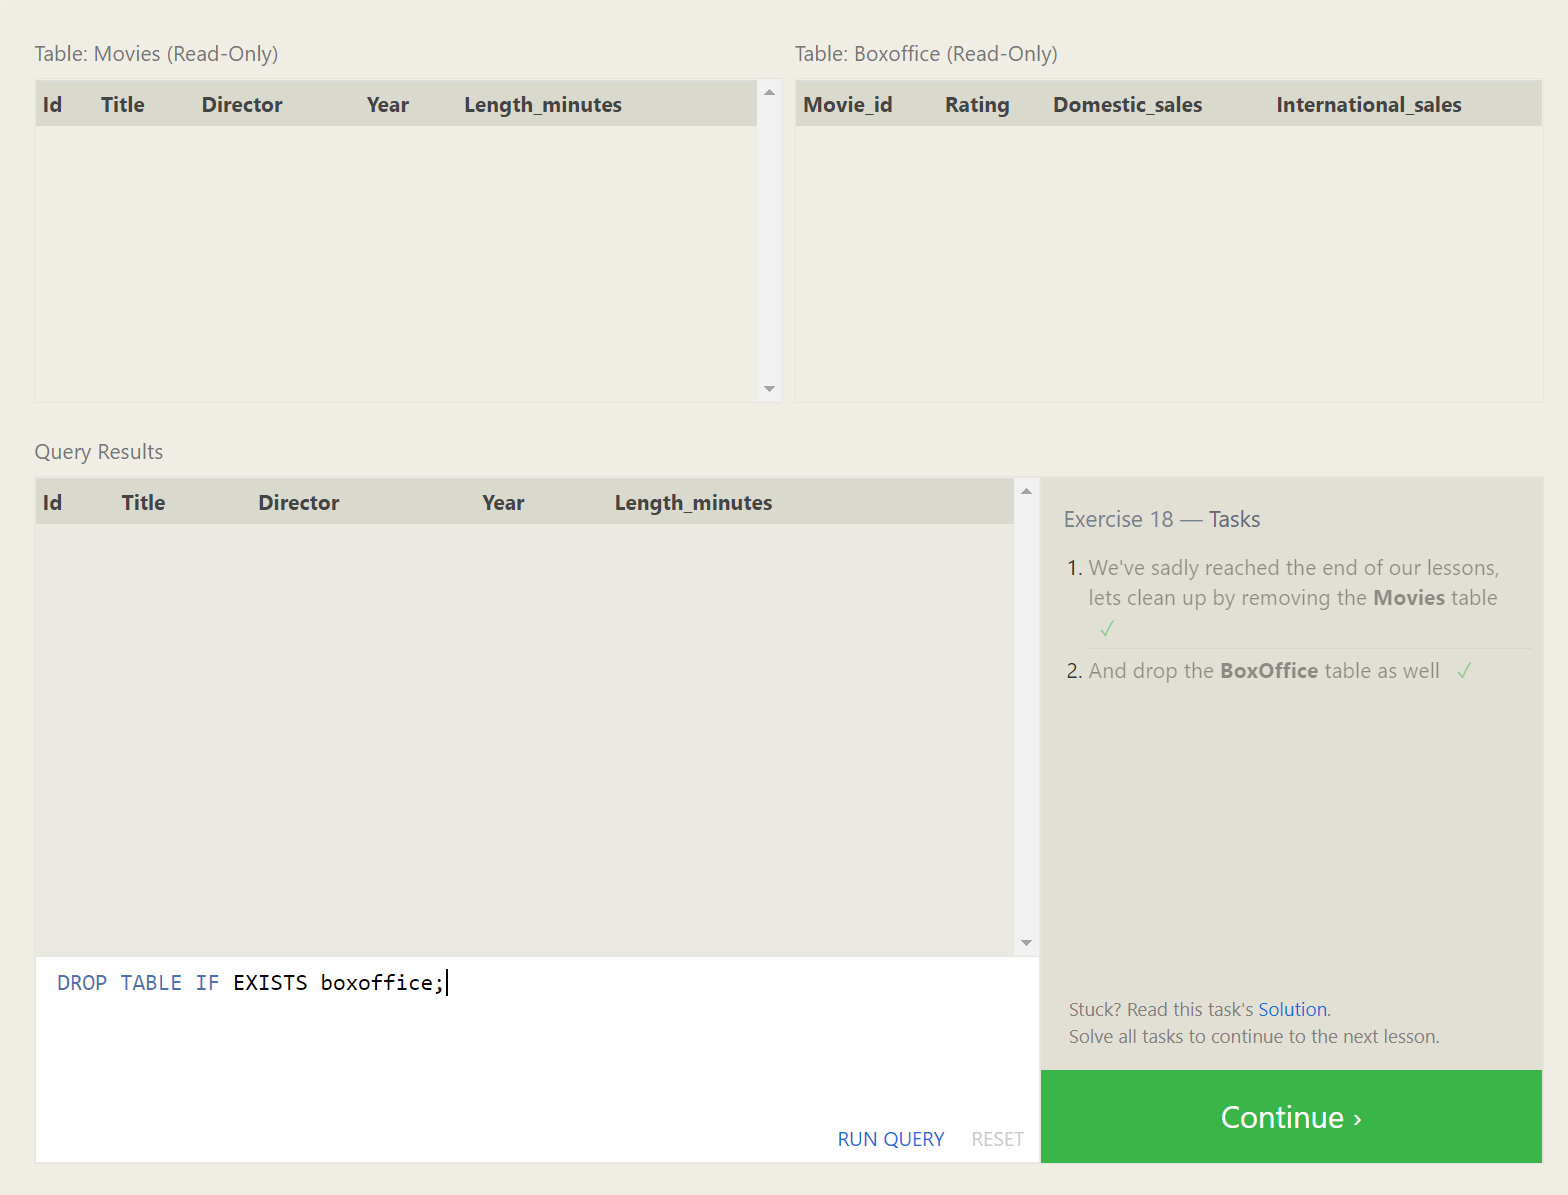 Table: Movies (Read-Only)
Table: Boxoffice (Read-Only)
Id Title Director Year Length_minutes
Movie_id Rating Domestic_sales International_sales
Query Results
Id Title Director Year Length_minutes
Exercise 18 — Tasks
1. We've sadly reached the end of our lessons,
lets clean up by removing the Movies table
✓
2. And drop the BoxOffice table as well ✓
DROP TABLE IF EXISTS boxoffice;
Stuck? Read this task's Solution.
Solve all tasks to continue to the next lesson.
RUN QUERY RESET
Continue ›